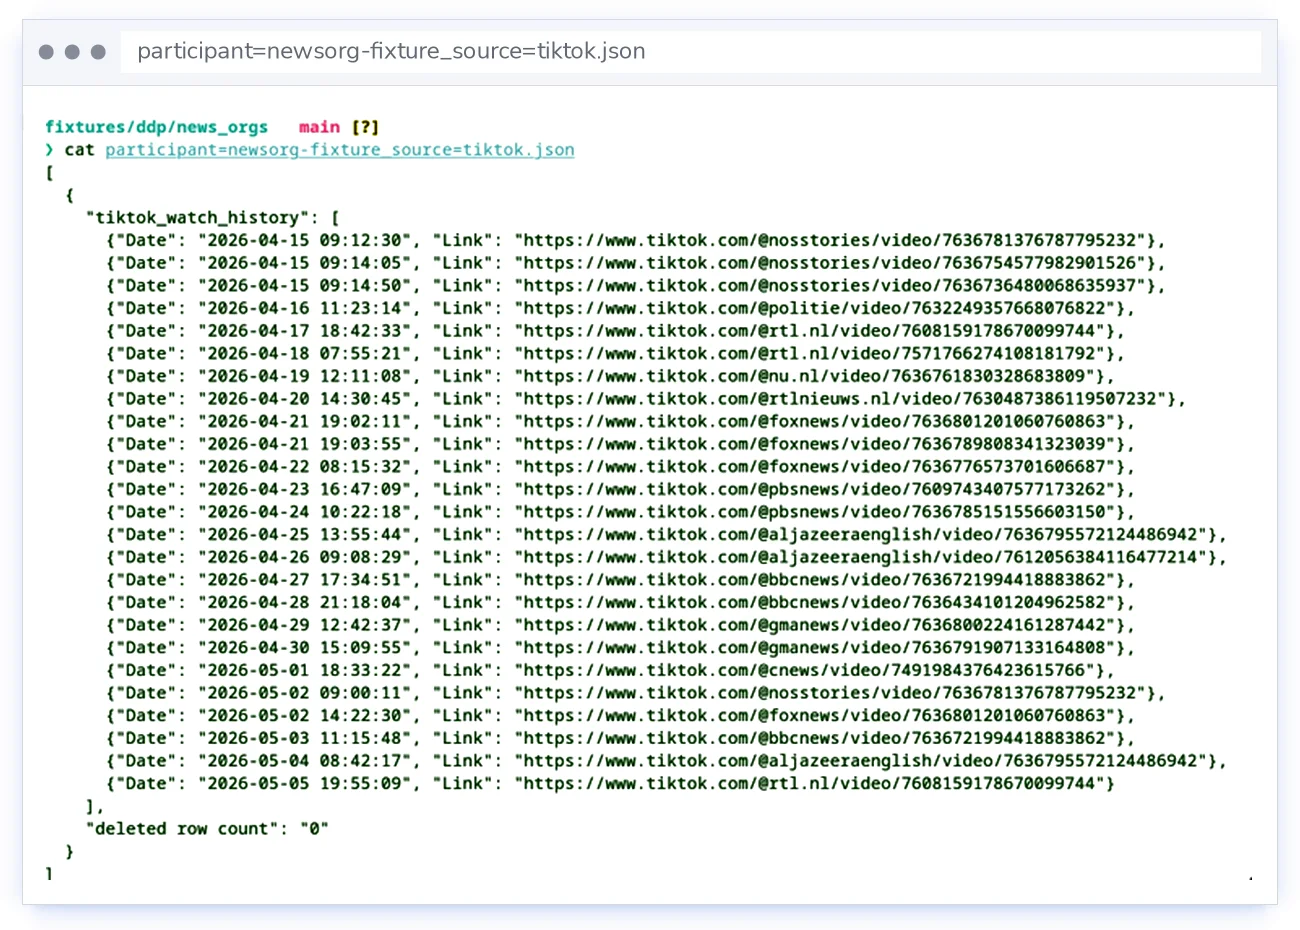 participant=newsorg-fixture_source=tiktok.json
fixtures/ddp/news_orgs main [?]
❯ cat participant=newsorg-fixture_source=tiktok.json
[
{
"tiktok_watch_history": [
{"Date": "2026-04-15 09:12:30", "Link": "https://www.tiktok.com/@nosstories/video/7636781376787795232"},
{"Date": "2026-04-15 09:14:05", "Link": "https://www.tiktok.com/@nosstories/video/7636754577982901526"},
{"Date": "2026-04-15 09:14:50", "Link": "https://www.tiktok.com/@nosstories/video/7636736480068635937"},
{"Date": "2026-04-16 11:23:14", "Link": "https://www.tiktok.com/@politie/video/7632249357668076822"},
{"Date": "2026-04-17 18:42:33", "Link": "https://www.tiktok.com/@rtl.nl/video/7608159178670099744"},
{"Date": "2026-04-18 07:55:21", "Link": "https://www.tiktok.com/@rtl.nl/video/7571766274108181792"},
{"Date": "2026-04-19 12:11:08", "Link": "https://www.tiktok.com/@nu.nl/video/7636761830328683809"},
{"Date": "2026-04-20 14:30:45", "Link": "https://www.tiktok.com/@rtlnieuws.nl/video/7630487386119507232"},
{"Date": "2026-04-21 19:02:11", "Link": "https://www.tiktok.com/@foxnews/video/7636801201060760863"},
{"Date": "2026-04-21 19:03:55", "Link": "https://www.tiktok.com/@foxnews/video/7636789808341323039"},
{"Date": "2026-04-22 08:15:32", "Link": "https://www.tiktok.com/@foxnews/video/7636776573701606687"},
{"Date": "2026-04-23 16:47:09", "Link": "https://www.tiktok.com/@pbsnews/video/7609743407577173262"},
{"Date": "2026-04-24 10:22:18", "Link": "https://www.tiktok.com/@pbsnews/video/7636785151556603150"},
{"Date": "2026-04-25 13:55:44", "Link": "https://www.tiktok.com/@aljazeeraenglish/video/7636795572124486942"},
{"Date": "2026-04-26 09:08:29", "Link": "https://www.tiktok.com/@aljazeeraenglish/video/7612056384116477214"},
{"Date": "2026-04-27 17:34:51", "Link": "https://www.tiktok.com/@bbcnews/video/7636721994418883862"},
{"Date": "2026-04-28 21:18:04", "Link": "https://www.tiktok.com/@bbcnews/video/7636434101204962582"},
{"Date": "2026-04-29 12:42:37", "Link": "https://www.tiktok.com/@gmanews/video/7636800224161287442"},
{"Date": "2026-04-30 15:09:55", "Link": "https://www.tiktok.com/@gmanews/video/7636791907133164808"},
{"Date": "2026-05-01 18:33:22", "Link": "https://www.tiktok.com/@cnews/video/7491984376423615766"},
{"Date": "2026-05-02 09:00:11", "Link": "https://www.tiktok.com/@nosstories/video/7636781376787795232"},
{"Date": "2026-05-02 14:22:30", "Link": "https://www.tiktok.com/@foxnews/video/7636801201060760863"},
{"Date": "2026-05-03 11:15:48", "Link": "https://www.tiktok.com/@bbcnews/video/7636721994418883862"},
{"Date": "2026-05-04 08:42:17", "Link": "https://www.tiktok.com/@aljazeeraenglish/video/7636795572124486942"},
{"Date": "2026-05-05 19:55:09", "Link": "https://www.tiktok.com/@rtl.nl/video/7608159178670099744"}
],
"deleted row count": "0"
}
]